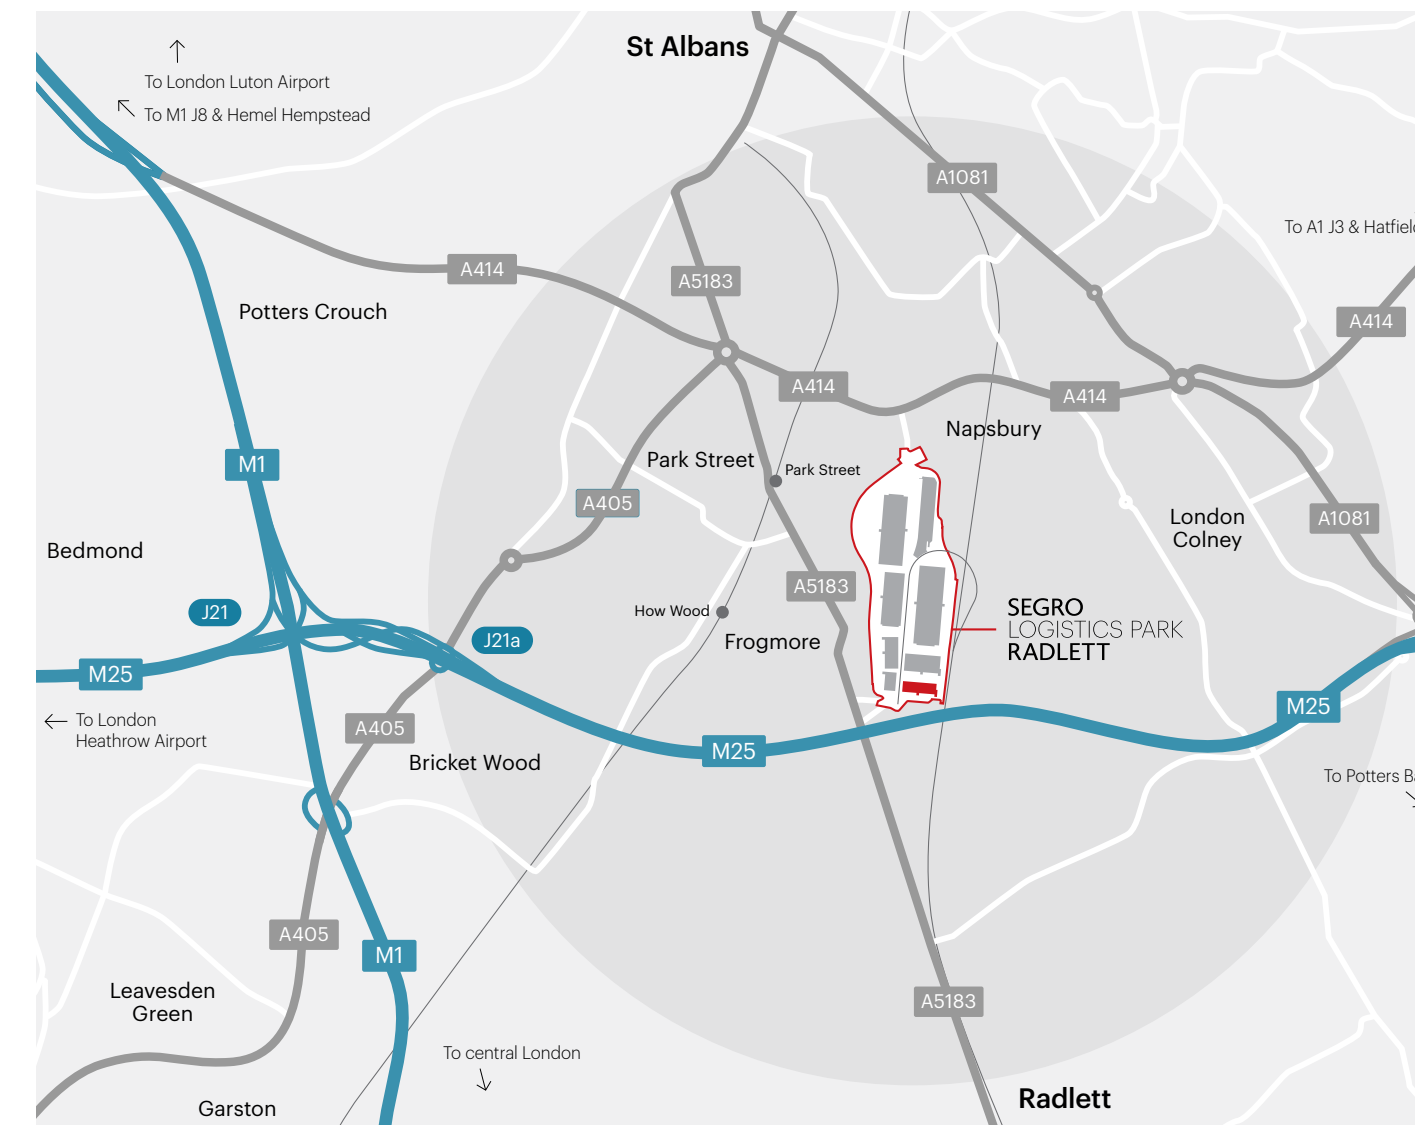 St Albans
To London Luton Airport
To M1 J8 & Hemel Hempstead
A1081
To A1 J3 & Hatfield
A414
A5183
Potters Crouch
A414
A414
A414
Napsbury
M1
Park Street
Park Street
A405
London
Colney
A1081
Bedmond
A5183
J21
How Wood
Frogmore
J21a
SEGRO
LOGISTICS PARK
RADLETT
M25
To London
Heathrow Airport
A405
M25
M25
Bricket Wood
To Potters
A405
M1
Leavesden
Green
A5183
To central London
Radlett
Garston